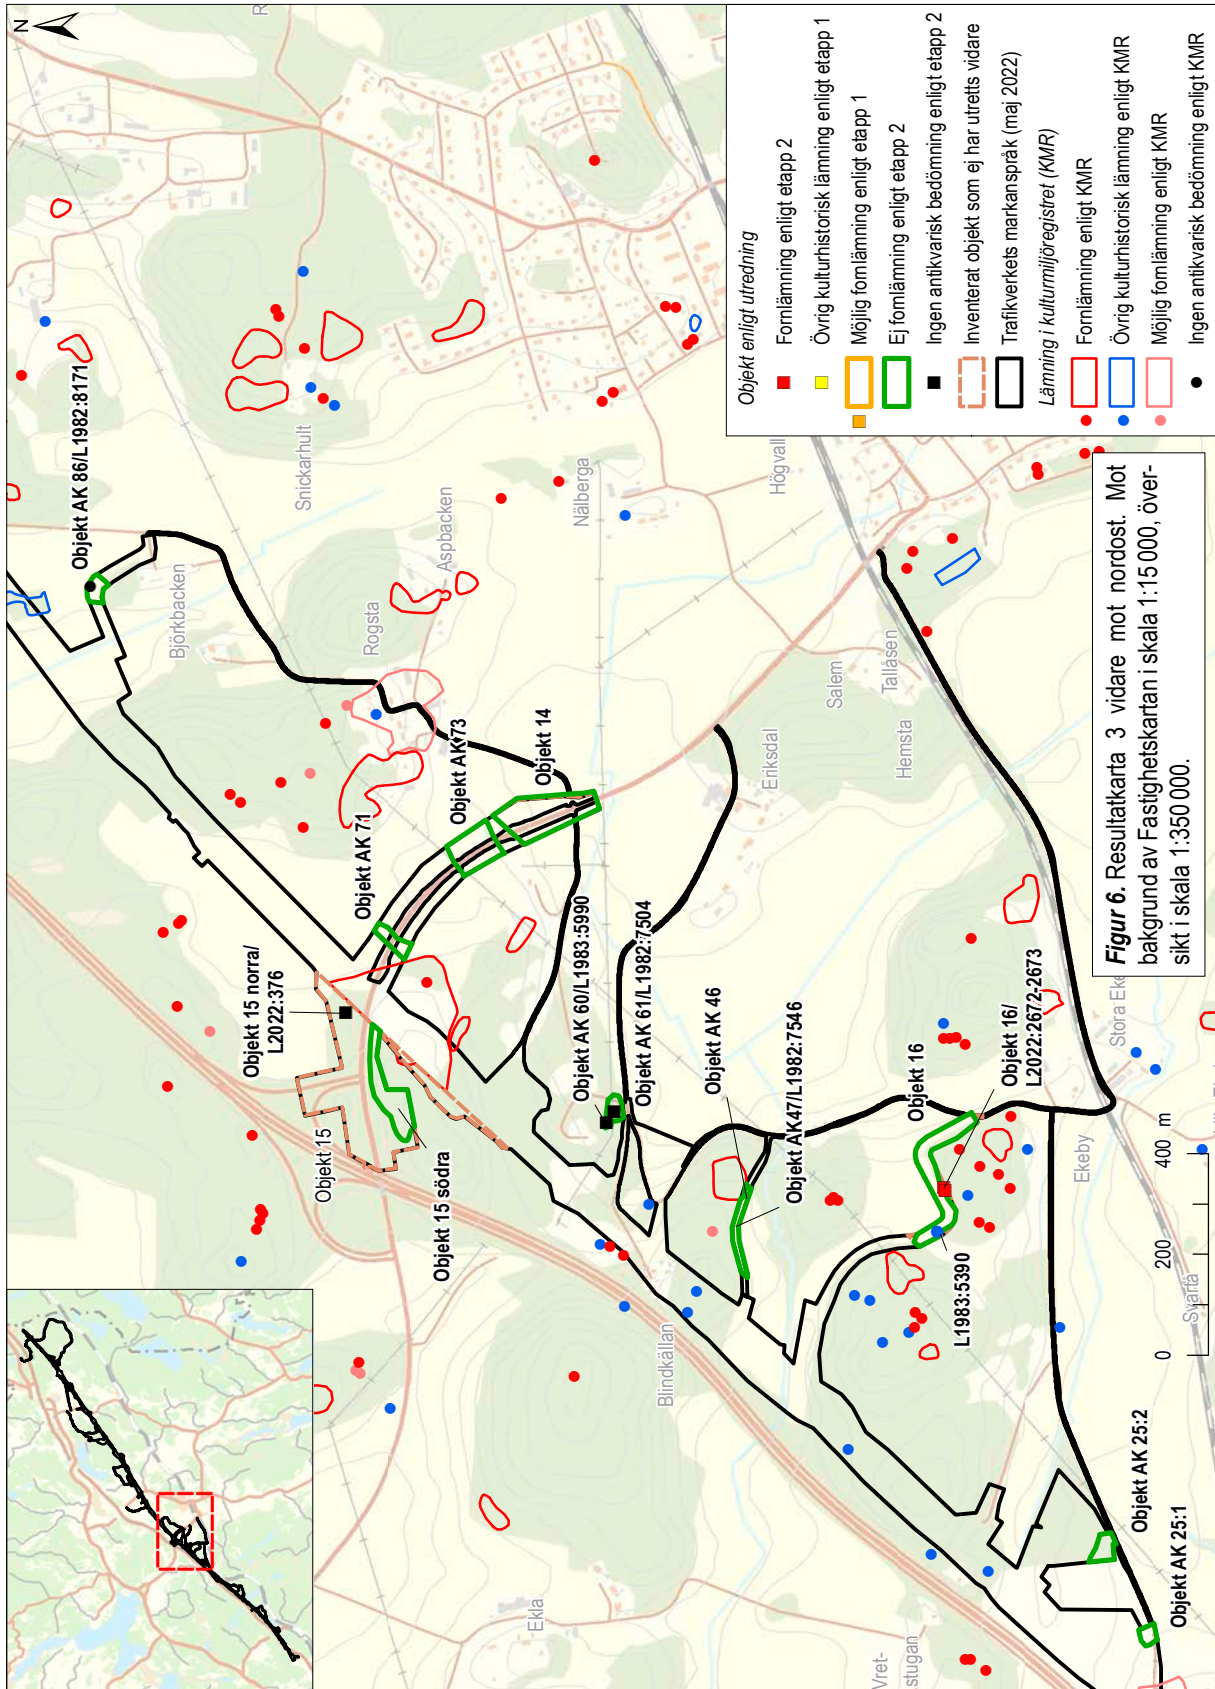 N
R
Objekt AK 86/L1982:8171
Björkbacken
Snickarhult
Rogsta
Aspbacken
Nälberga
Högvall
Objekt AK 71
Objekt AK 73
Objekt 14
Objekt 15 norra/
L2022:376
Objekt 15
Objekt 15 södra
Objekt AK 60/L1983:5990
Objekt AK 61/L1982:7504
Objekt AK 46
Objekt AK47/L1982:7546
Objekt 16
Objekt 16/
L2022:2672-2673
L1983:5390
Eriksdal
Salem
Tallåsen
Hemsta
Blindkällan
Ekla
Vret-
stugan
Svärta
Ekeby
Stora Eke
Objekt AK 25:2
Objekt AK 25:1
0 200 400 m
Objekt enligt utredning
Fornlämning enligt etapp 2
Övrig kulturhistorisk lämning enligt etapp 1
Möjlig fornlämning enligt etapp 1
Ej fornlämning enligt etapp 2
Ingen antikvarisk bedömning enligt etapp 2
Inventerat objekt som ej har utretts vidare
Trafikverkets markanspråk (maj 2022)
Lämning i kulturmiljöregistret (KMR)
Fornlämning enligt KMR
Övrig kulturhistorisk lämning enligt KMR
Möjlig fornlämning enligt KMR
Ingen antikvarisk bedömning enligt KMR
Figur 6. Resultatkarta 3 vidare mot nordost. Mot
bakgrund av Fastighetskartan i skala 1:15 000, över-
sikt i skala 1:350 000.